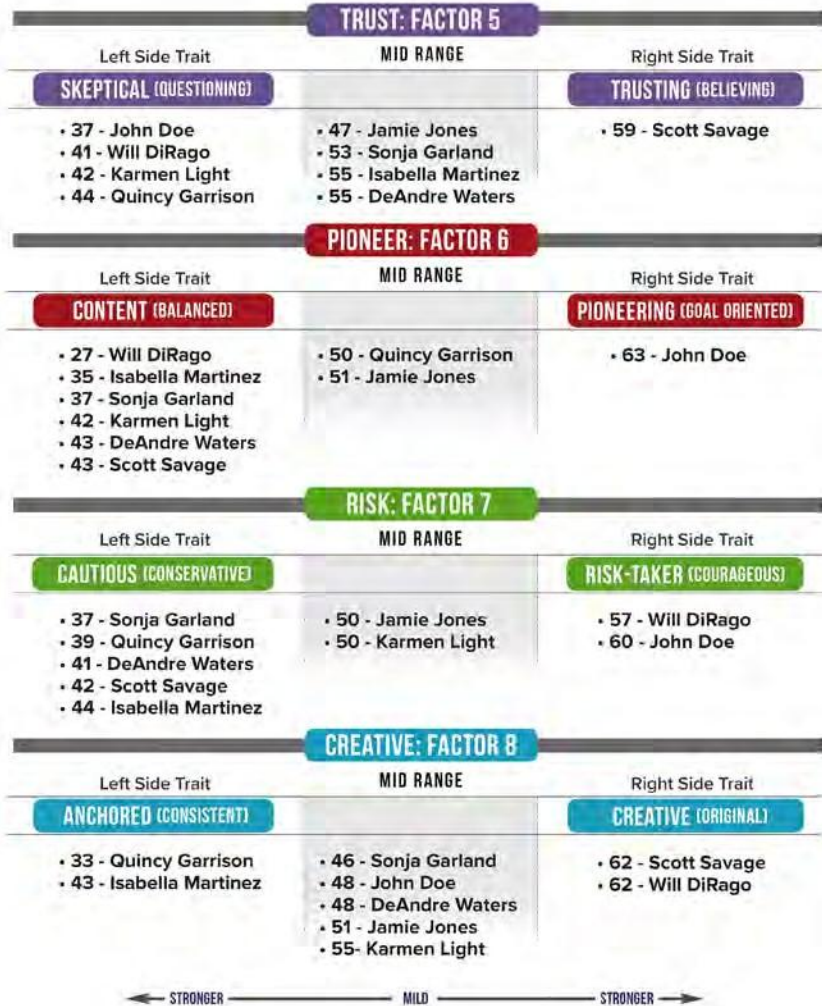 TRUST: FACTOR 5
Left Side Trait
MID RANGE
Right Side Trait
SKEPTICAL (QUESTIONING)
TRUSTING (BELIEVING)
• 37 - John Doe
• 41 - Will DiRago
• 42 - Karmen Light
• 44 - Quincy Garrison
• 47 - Jamie Jones
• 53 - Sonja Garland
• 55 - Isabella Martinez
• 55 - DeAndre Waters
• 59 - Scott Savage
PIONEER: FACTOR 6
Left Side Trait
MID RANGE
Right Side Trait
CONTENT (BALANCED)
PIONEERING (GOAL ORIENTED)
• 27 - Will DiRago
• 35 - Isabella Martinez
• 37 - Sonja Garland
• 42 - Karmen Light
• 43 - DeAndre Waters
• 43 - Scott Savage
• 50 - Quincy Garrison
• 51 - Jamie Jones
• 63 - John Doe
RISK: FACTOR 7
Left Side Trait
MID RANGE
Right Side Trait
CAUTIOUS (CONSERVATIVE)
RISK-TAKER (COURAGEOUS)
• 37 - Sonja Garland
• 39 - Quincy Garrison
• 41 - DeAndre Waters
• 42 - Scott Savage
• 44 - Isabella Martinez
• 50 - Jamie Jones
• 50 - Karmen Light
• 57 - Will DiRago
• 60 - John Doe
CREATIVE: FACTOR 8
Left Side Trait
MID RANGE
Right Side Trait
ANCHORED (CONSISTENT)
CREATIVE (ORIGINAL)
• 33 - Quincy Garrison
• 43 - Isabella Martinez
• 46 - Sonja Garland
• 48 - John Doe
• 48 - DeAndre Waters
• 51 - Jamie Jones
• 55- Karmen Light
• 62 - Scott Savage
• 62 - Will DiRago
STRONGER MILD STRONGER